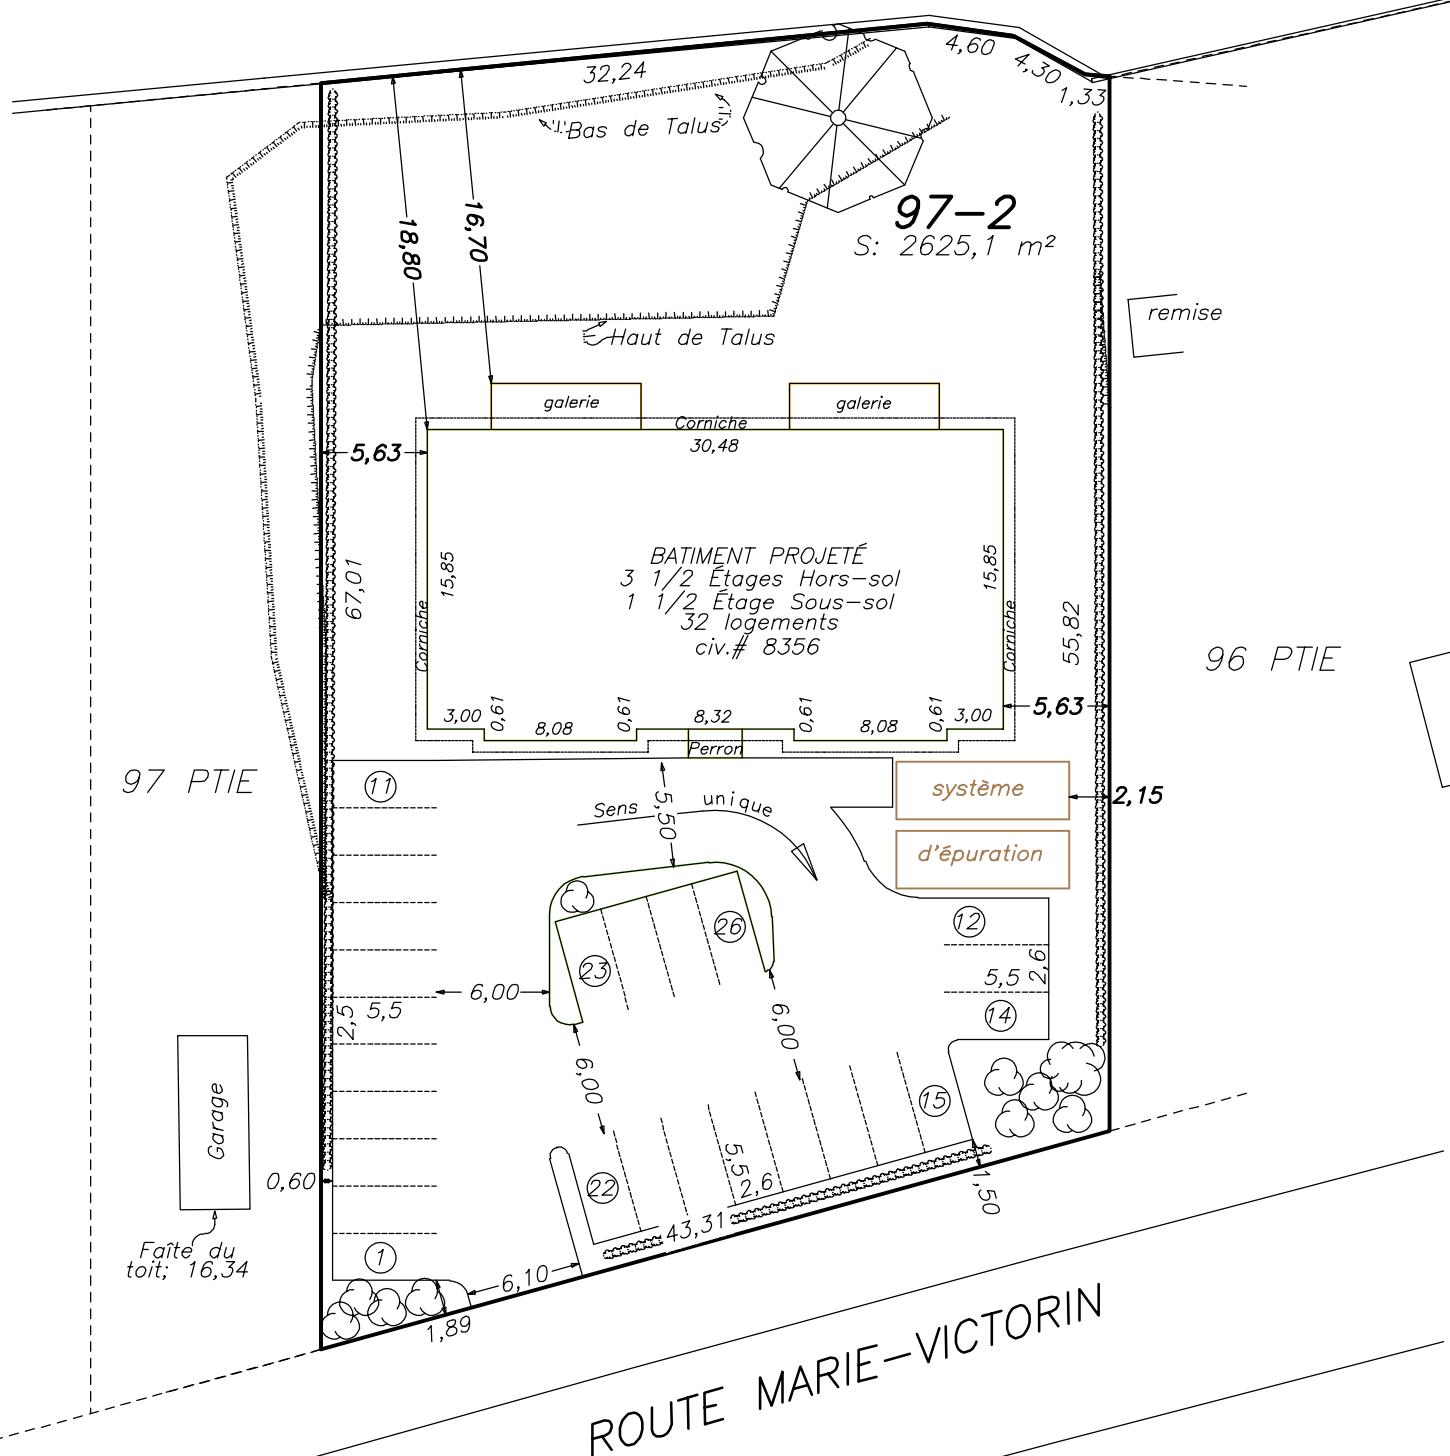 32,24
4,60
4,30
1,33
Bas de Talus
97-2
S: 2625,1 m²
18,80
16,70
remise
Haut de Talus
galerie
galerie
Corniche
30,48
5,63
BATIMENT PROJETÉ
3 1/2 Étages Hors-sol
1 1/2 Étage Sous-sol
32 logements
civ.# 8356
15,85
15,85
67,01
Corniche
Corniche
55,82
96 PTIE
5,63
3,00
0,61
8,08
0,61
8,32
0,61
8,08
0,61
3,00
Perron
97 PTIE
11
Sens unique
5,50
système
2,15
d'épuration
12
26
23
5,5
2,6
6,00
2,5
5,5
14
6,00
6,00
15
Garage
5,5
2,6
22
0,60
1,50
43,31
Faîte du
toit; 16,34
1
6,10
1,89
ROUTE MARIE-VICTORIN